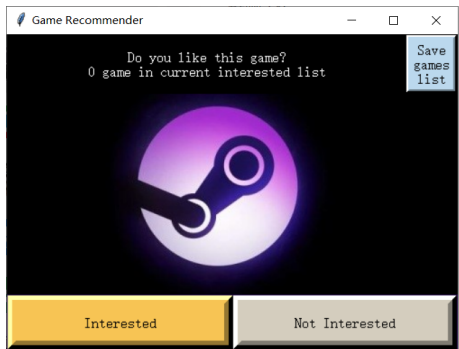 Game Recommender
Do you like this game?
0 game in current interested list
Save
games
list
Interested
Not Interested